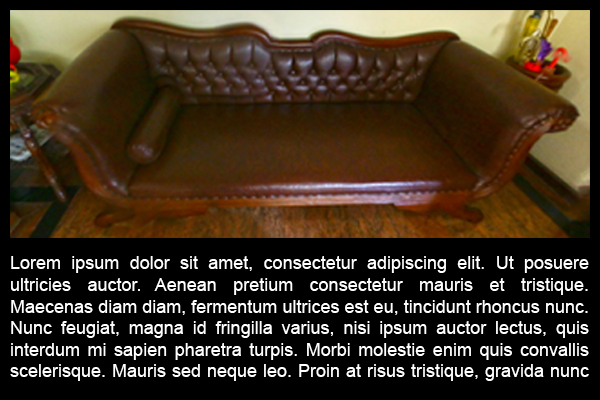 Lorem ipsum dolor sit amet, consectetur adipiscing elit. Ut posuere
ultricies auctor. Aenean pretium consectetur mauris et tristique.
Maecenas diam diam, fermentum ultrices est eu, tincidunt rhoncus nunc.
Nunc feugiat, magna id fringilla varius, nisi ipsum auctor lectus, quis
interdum mi sapien pharetra turpis. Morbi molestie enim quis convallis
scelerisque. Mauris sed neque leo. Proin at risus tristique, gravida nunc